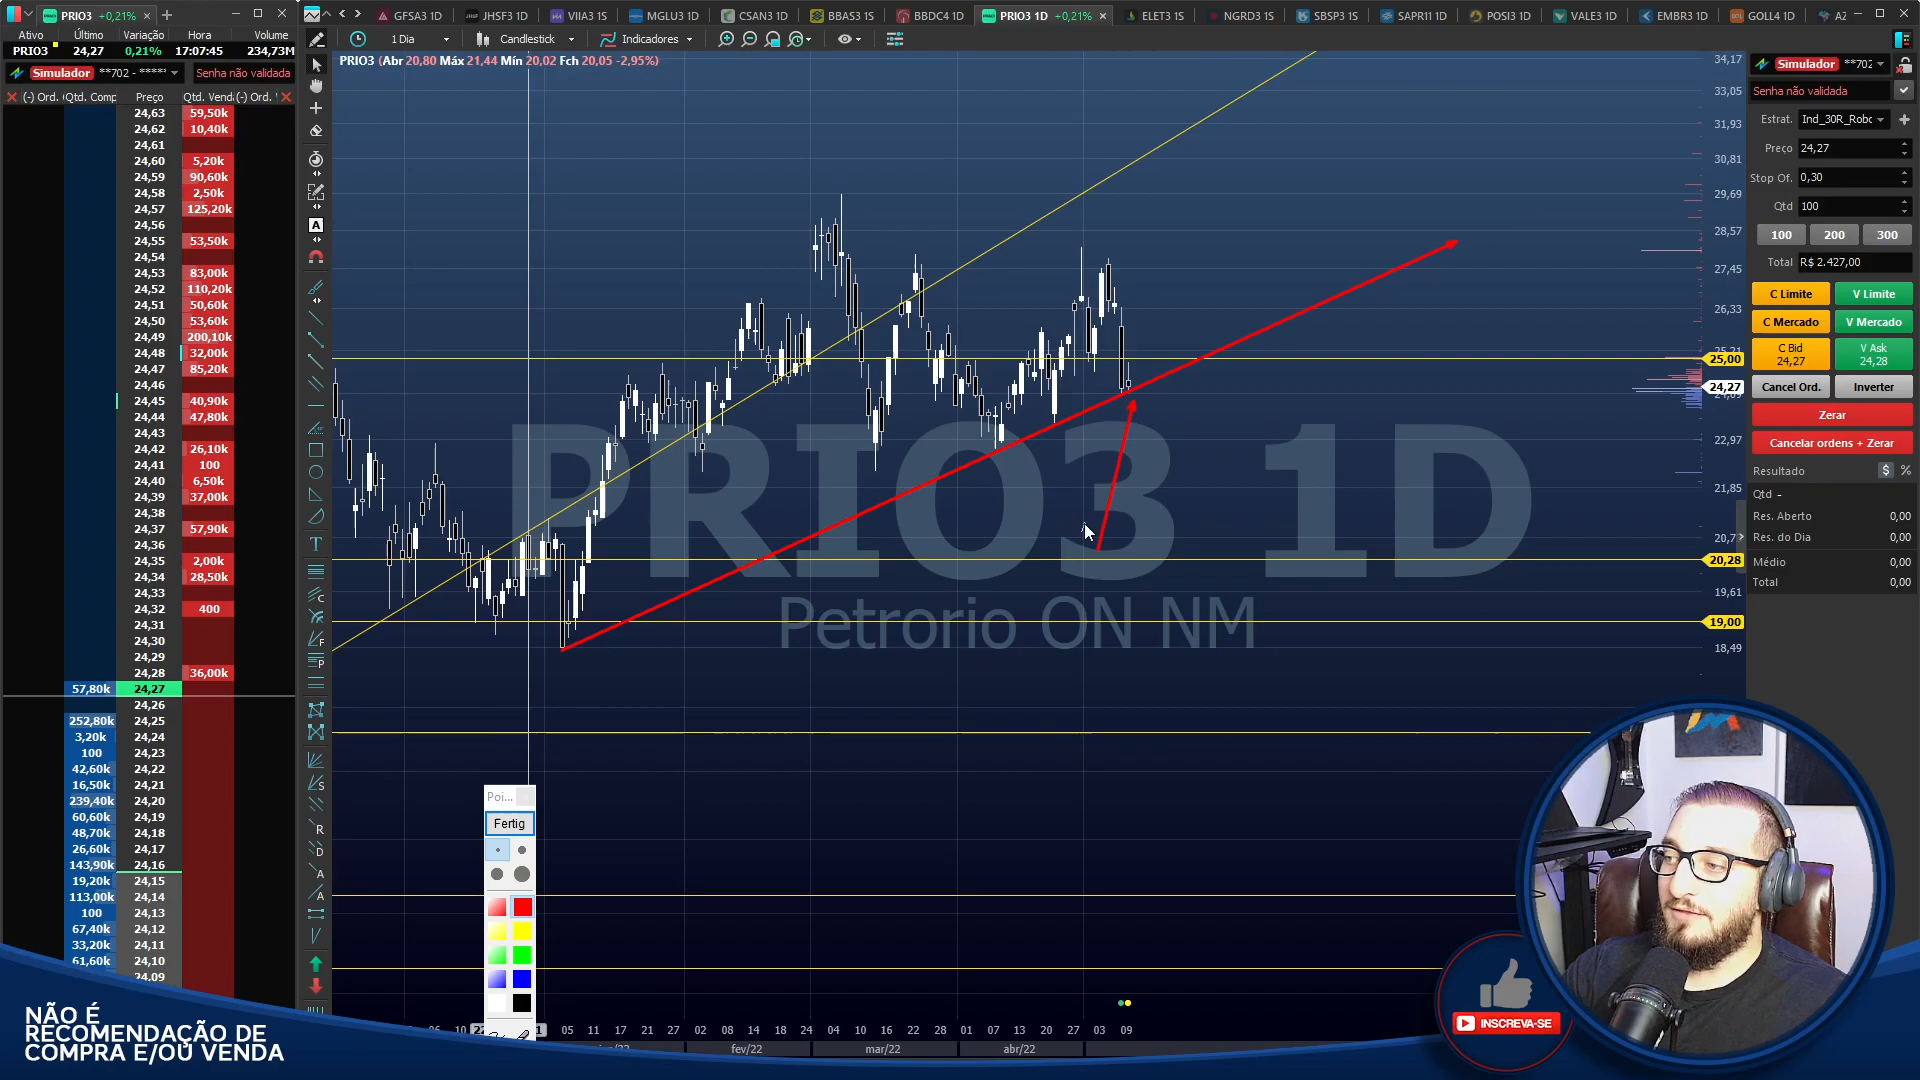 PRIO3 +0,21%
Ativo Último Variação Hora Volume
PRIO3 24,27 0,21% 17:07:45 234,73M
Simulador **702 - ***** Senha não validada
(-) Ord. Qtd. Comp Preço Qtd. Vend (-) Ord.
24,63 59,50k
24,62 10,40k
24,61
24,60 5,20k
24,59 90,60k
24,58 2,50k
24,57 125,20k
24,56
24,55 53,50k
24,54
24,53 83,00k
24,52 110,20k
24,51 50,60k
24,50 53,60k
24,49 200,10k
24,48 32,00k
24,47 85,20k
24,46
24,45 40,90k
24,44 47,80k
24,43
24,42 26,10k
24,41 100
24,40 6,50k
24,39 37,00k
24,38
24,37 57,90k
24,36
24,35 2,00k
24,34 28,50k
24,33
24,32 400
24,31
24,30
24,29
24,28 36,00k
57,80k 24,27
24,26
252,80k 24,25
3,20k 24,24
100 24,23
42,60k 24,22
16,50k 24,21
239,40k 24,20
60,60k 24,19
48,70k 24,18
26,60k 24,17
143,90k 24,16
19,20k 24,15
113,00k 24,14
100 24,13
67,40k 24,12
33,20k 24,11
61,60k 24,10
24,09
GFSA3 1D JHSF3 1D VIIA3 1S MGLU3 1D CSAN3 1D BBAS3 1S BBDC4 1D PRIO3 1D +0,21% ELET3 1S NGRD3 1S SBSP3 1S SAPR11 1D POSI3 1D VALE3 1D EMBR3 1D GOLL4 1D
1 Dia Candlestick Indicadores
PRIO3 (Abr 20,80 Máx 21,44 Mín 20,02 Fch 20,05 -2,95%)
PRIO3 1D
Petrorio ON NM
34,17
33,05
31,93
30,81
29,69
28,57
27,45
26,33
25,21
25,00
24,27
24,09
22,97
21,85
20,7
20,28
19,61
19,00
18,49
Poi...
Fertig
05 11 17 21 27 02 08 14 18 24 04 10 16 22 28 01 07 13 20 27 03 09
fev/22 mar/22 abr/22
Simulador **702
Senha não validada
Estrat. Ind_30R_Robo
Preço 24,27
Stop Of. 0,30
Qtd 100
100 200 300
Total R$ 2.427,00
C Limite V Limite
C Mercado V Mercado
C Bid V Ask
24,27 24,28
Cancel Ord. Inverter
Zerar
Cancelar ordens + Zerar
Resultado $ %
Qtd -
Res. Aberto 0,00
Res. do Dia 0,00
Médio 0,00
Total 0,00
NÃO É
RECOMENDAÇÃO DE
COMPRA E/OU VENDA
INSCREVA-SE